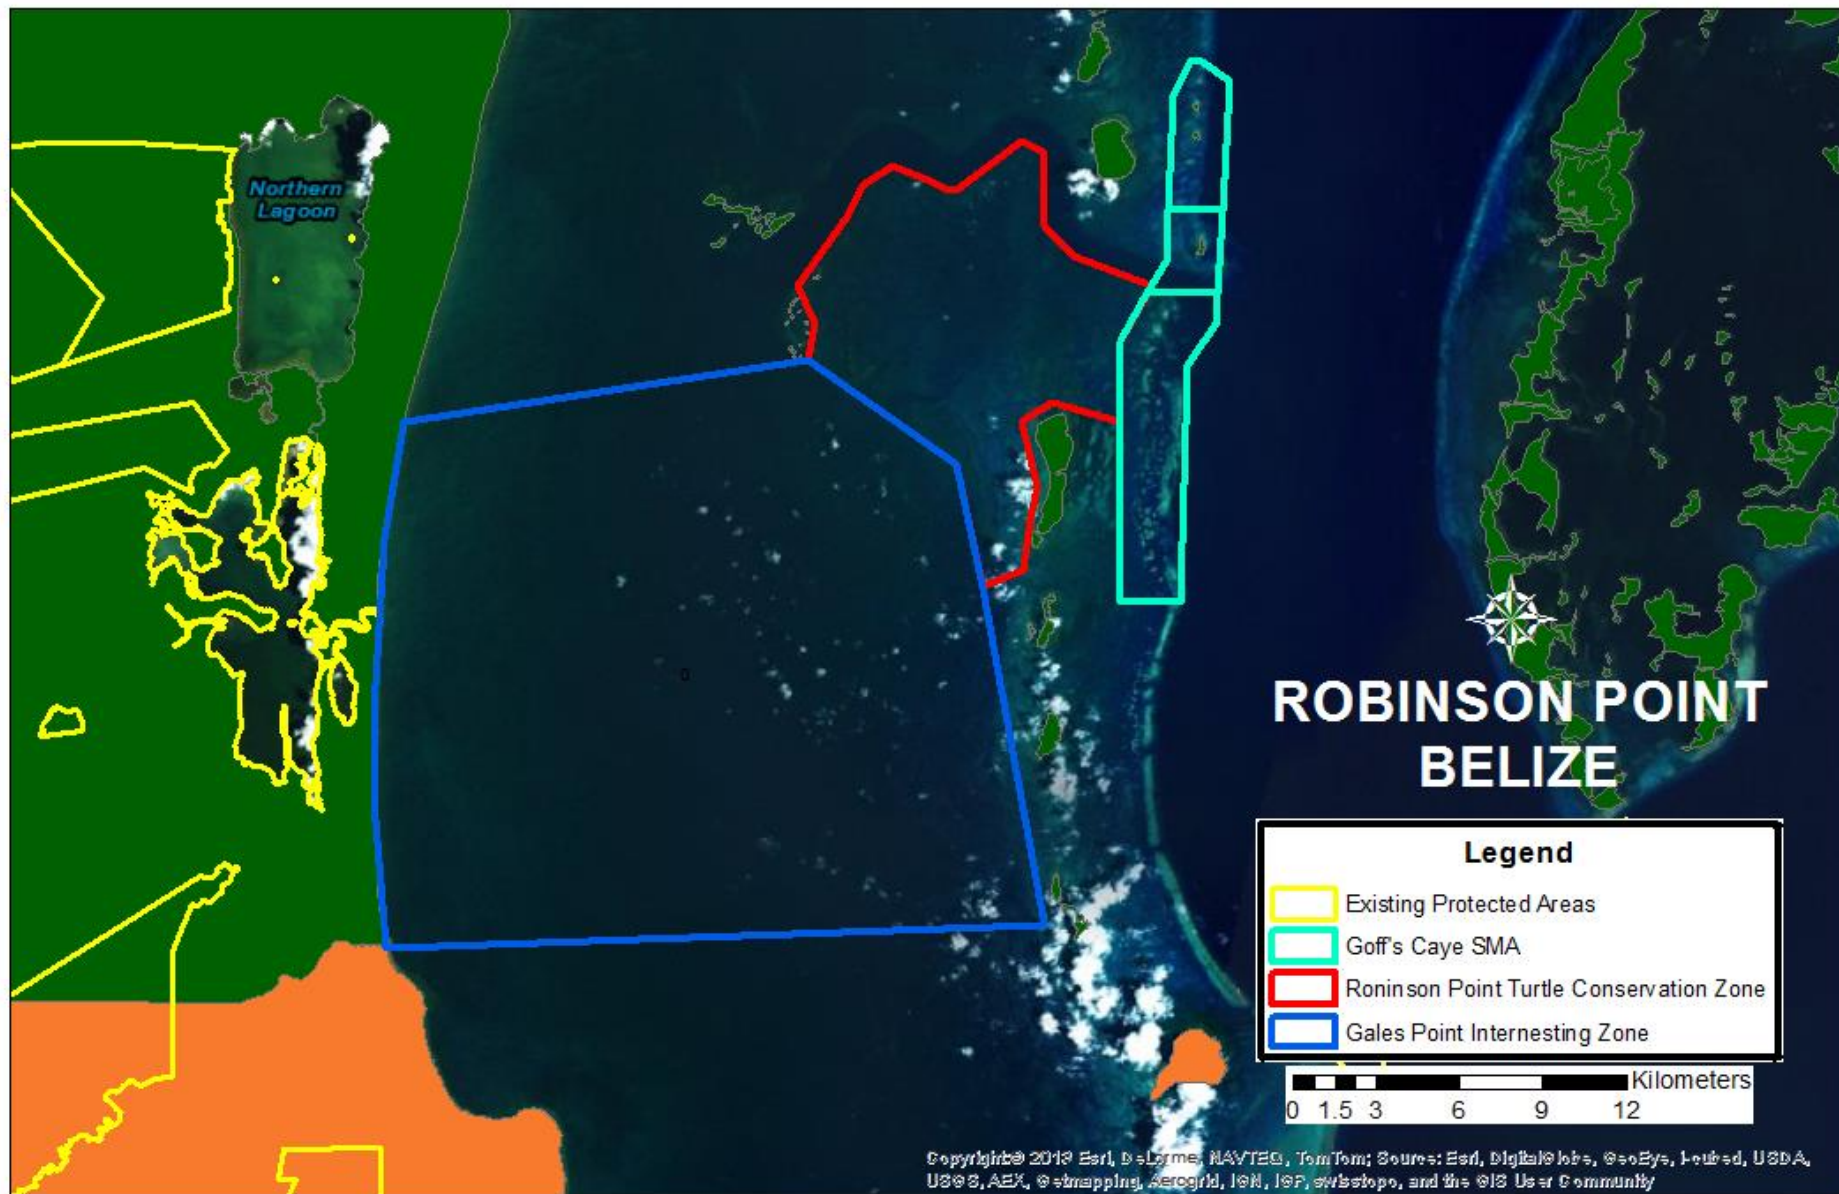 Northern
Lagoon
0
ROBINSON POINT
BELIZE
Legend
Existing Protected Areas
Goff's Caye SMA
Roninson Point Turtle Conservation Zone
Gales Point Internesting Zone
Kilometers
0 1.5 3 6 9 12
Copyright:© 2013 Esri, DeLorme, NAVTEQ, TomTom; Source: Esri, DigitalGlobe, GeoEye, i-cubed, USDA,
USGS, AEX, Getmapping, Aerogrid, IGN, IGP, swisstopo, and the GIS User Community